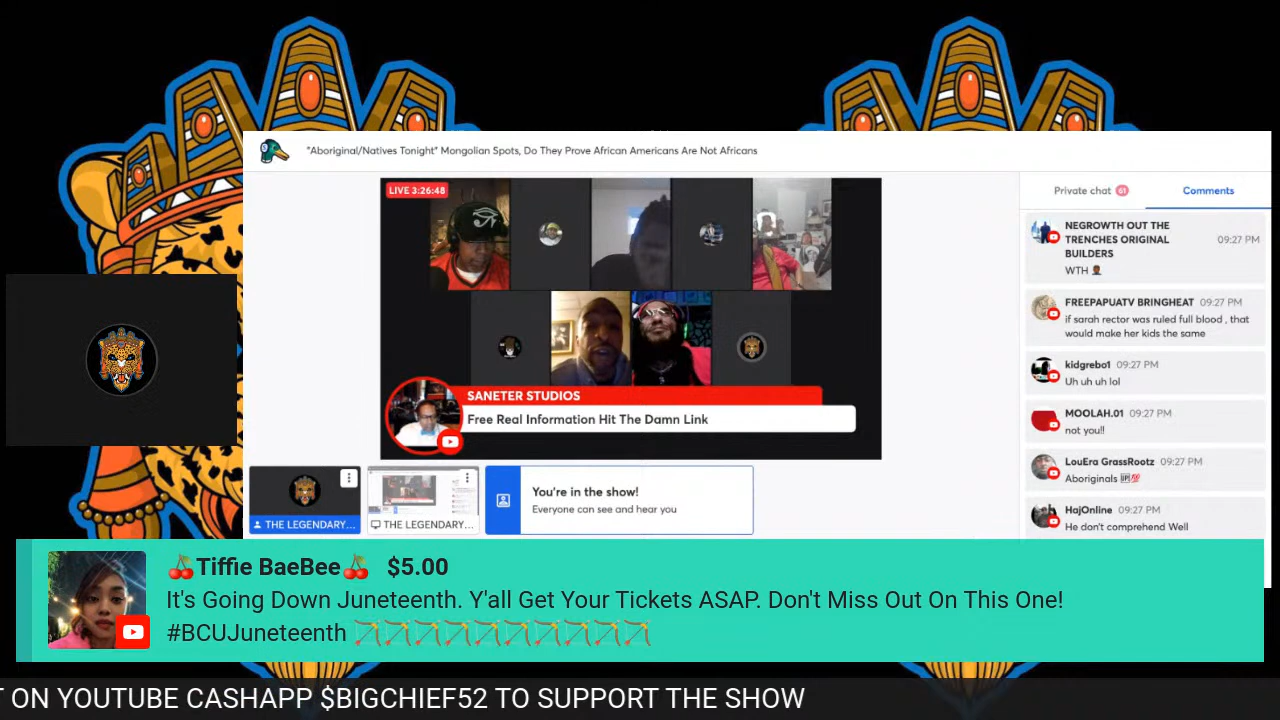 "Aboriginal/Natives Tonight" Mongolian Spots, Do They Prove African Americans Are Not Africans
LIVE 3:26:48
SANETER STUDIOS
Free Real Information Hit The Damn Link
THE LEGENDARY...
THE LEGENDARY...
You're in the show!
Everyone can see and hear you
Private chat 61
Comments
NEGROWTH OUT THE
TRENCHES ORIGINAL
BUILDERS
09:27 PM
WTH 🤦🏿‍♂️
FREEPAPUATV BRINGHEAT 09:27 PM
if sarah rector was ruled full blood , that
would make her kids the same
kidgrebo1 09:27 PM
Uh uh uh lol
MOOLAH.01 09:27 PM
not you!!
LouEra GrassRootz 09:27 PM
Aboriginals 🆙💯
HajOnline 09:27 PM
He don't comprehend Well
🍒Tiffie BaeBee🍒 $5.00
It's Going Down Juneteenth. Y'all Get Your Tickets ASAP. Don't Miss Out On This One!
#BCUJuneteenth 🏹🏹🏹🏹🏹🏹🏹🏹🏹🏹
T ON YOUTUBE CASHAPP $BIGCHIEF52 TO SUPPORT THE SHOW